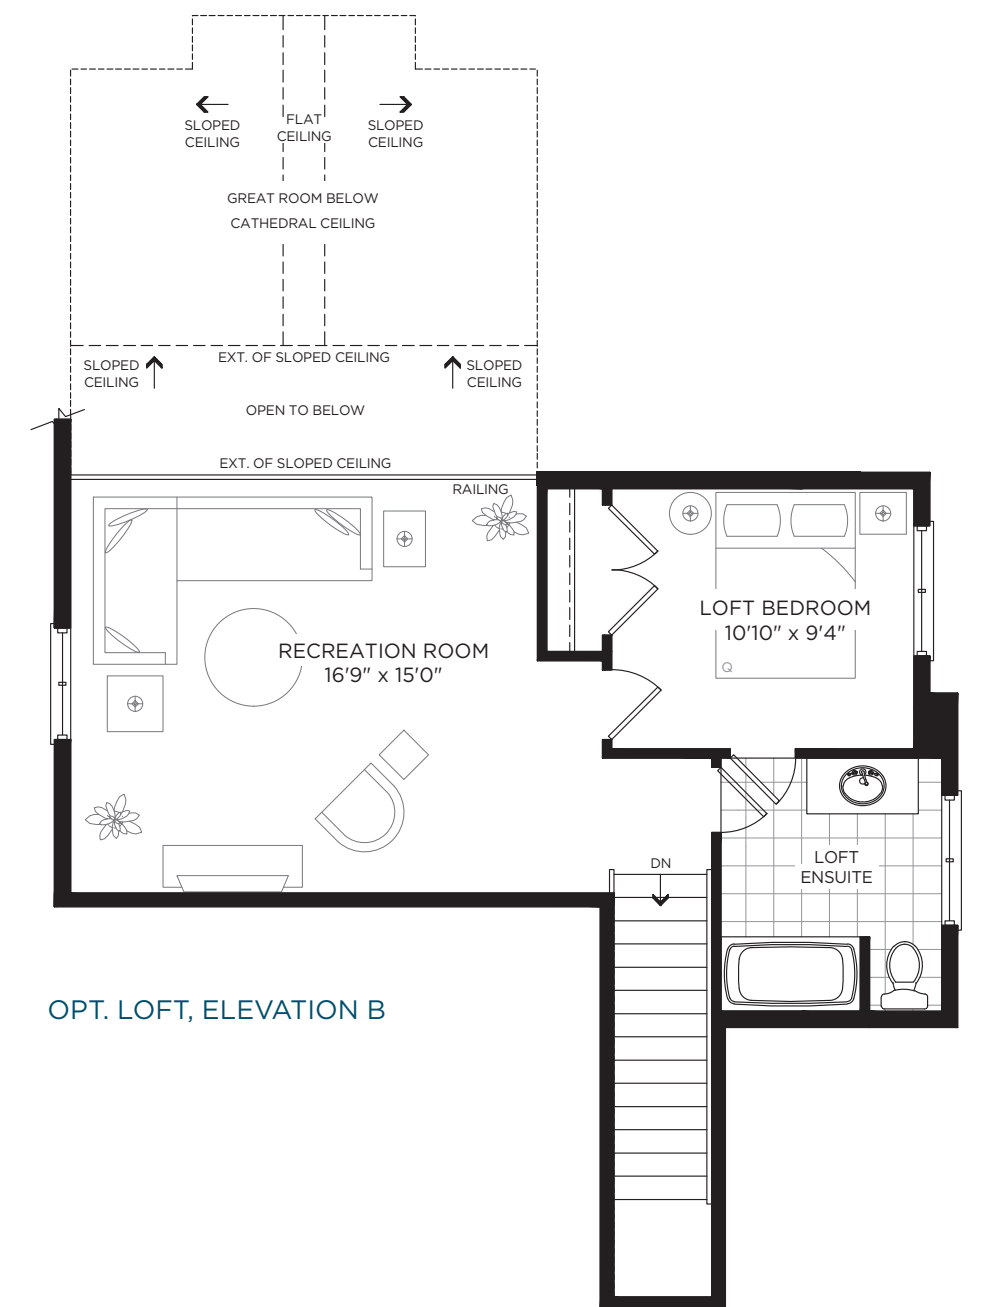 SLOPED
CEILING
FLAT
CEILING
SLOPED
CEILING
GREAT ROOM BELOW
CATHEDRAL CEILING
EXT. OF SLOPED CEILING
SLOPED
CEILING
SLOPED
CEILING
OPEN TO BELOW
EXT. OF SLOPED CEILING
RAILING
LOFT BEDROOM
10'10" x 9'4"
RECREATION ROOM
16'9" x 15'0"
Q
LOFT
ENSUITE
DN
OPT. LOFT, ELEVATION B